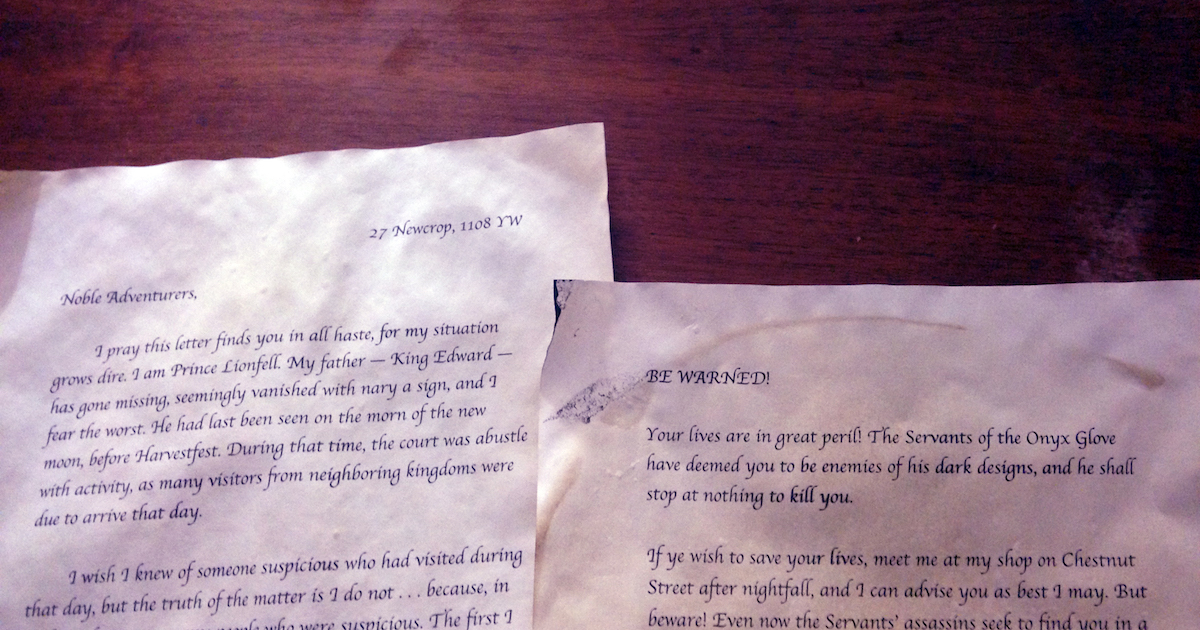 27 Newcrop, 1108 YW
Noble Adventurers,
I pray this letter finds you in all haste, for my situation
grows dire. I am Prince Lionfell. My father — King Edward —
has gone missing, seemingly vanished with nary a sign, and I
fear the worst. He had last been seen on the morn of the new
moon, before Harvestfest. During that time, the court was abustle
with activity, as many visitors from neighboring kingdoms were
due to arrive that day.
I wish I knew of someone suspicious who had visited during
that day, but the truth of the matter is I do not . . . because, in
people who were suspicious. The first I
BE WARNED!
Your lives are in great peril! The Servants of the Onyx Glove
have deemed you to be enemies of his dark designs, and he shall
stop at nothing to kill you.
If ye wish to save your lives, meet me at my shop on Chestnut
Street after nightfall, and I can advise you as best I may. But
beware! Even now the Servants' assassins seek to find you in a